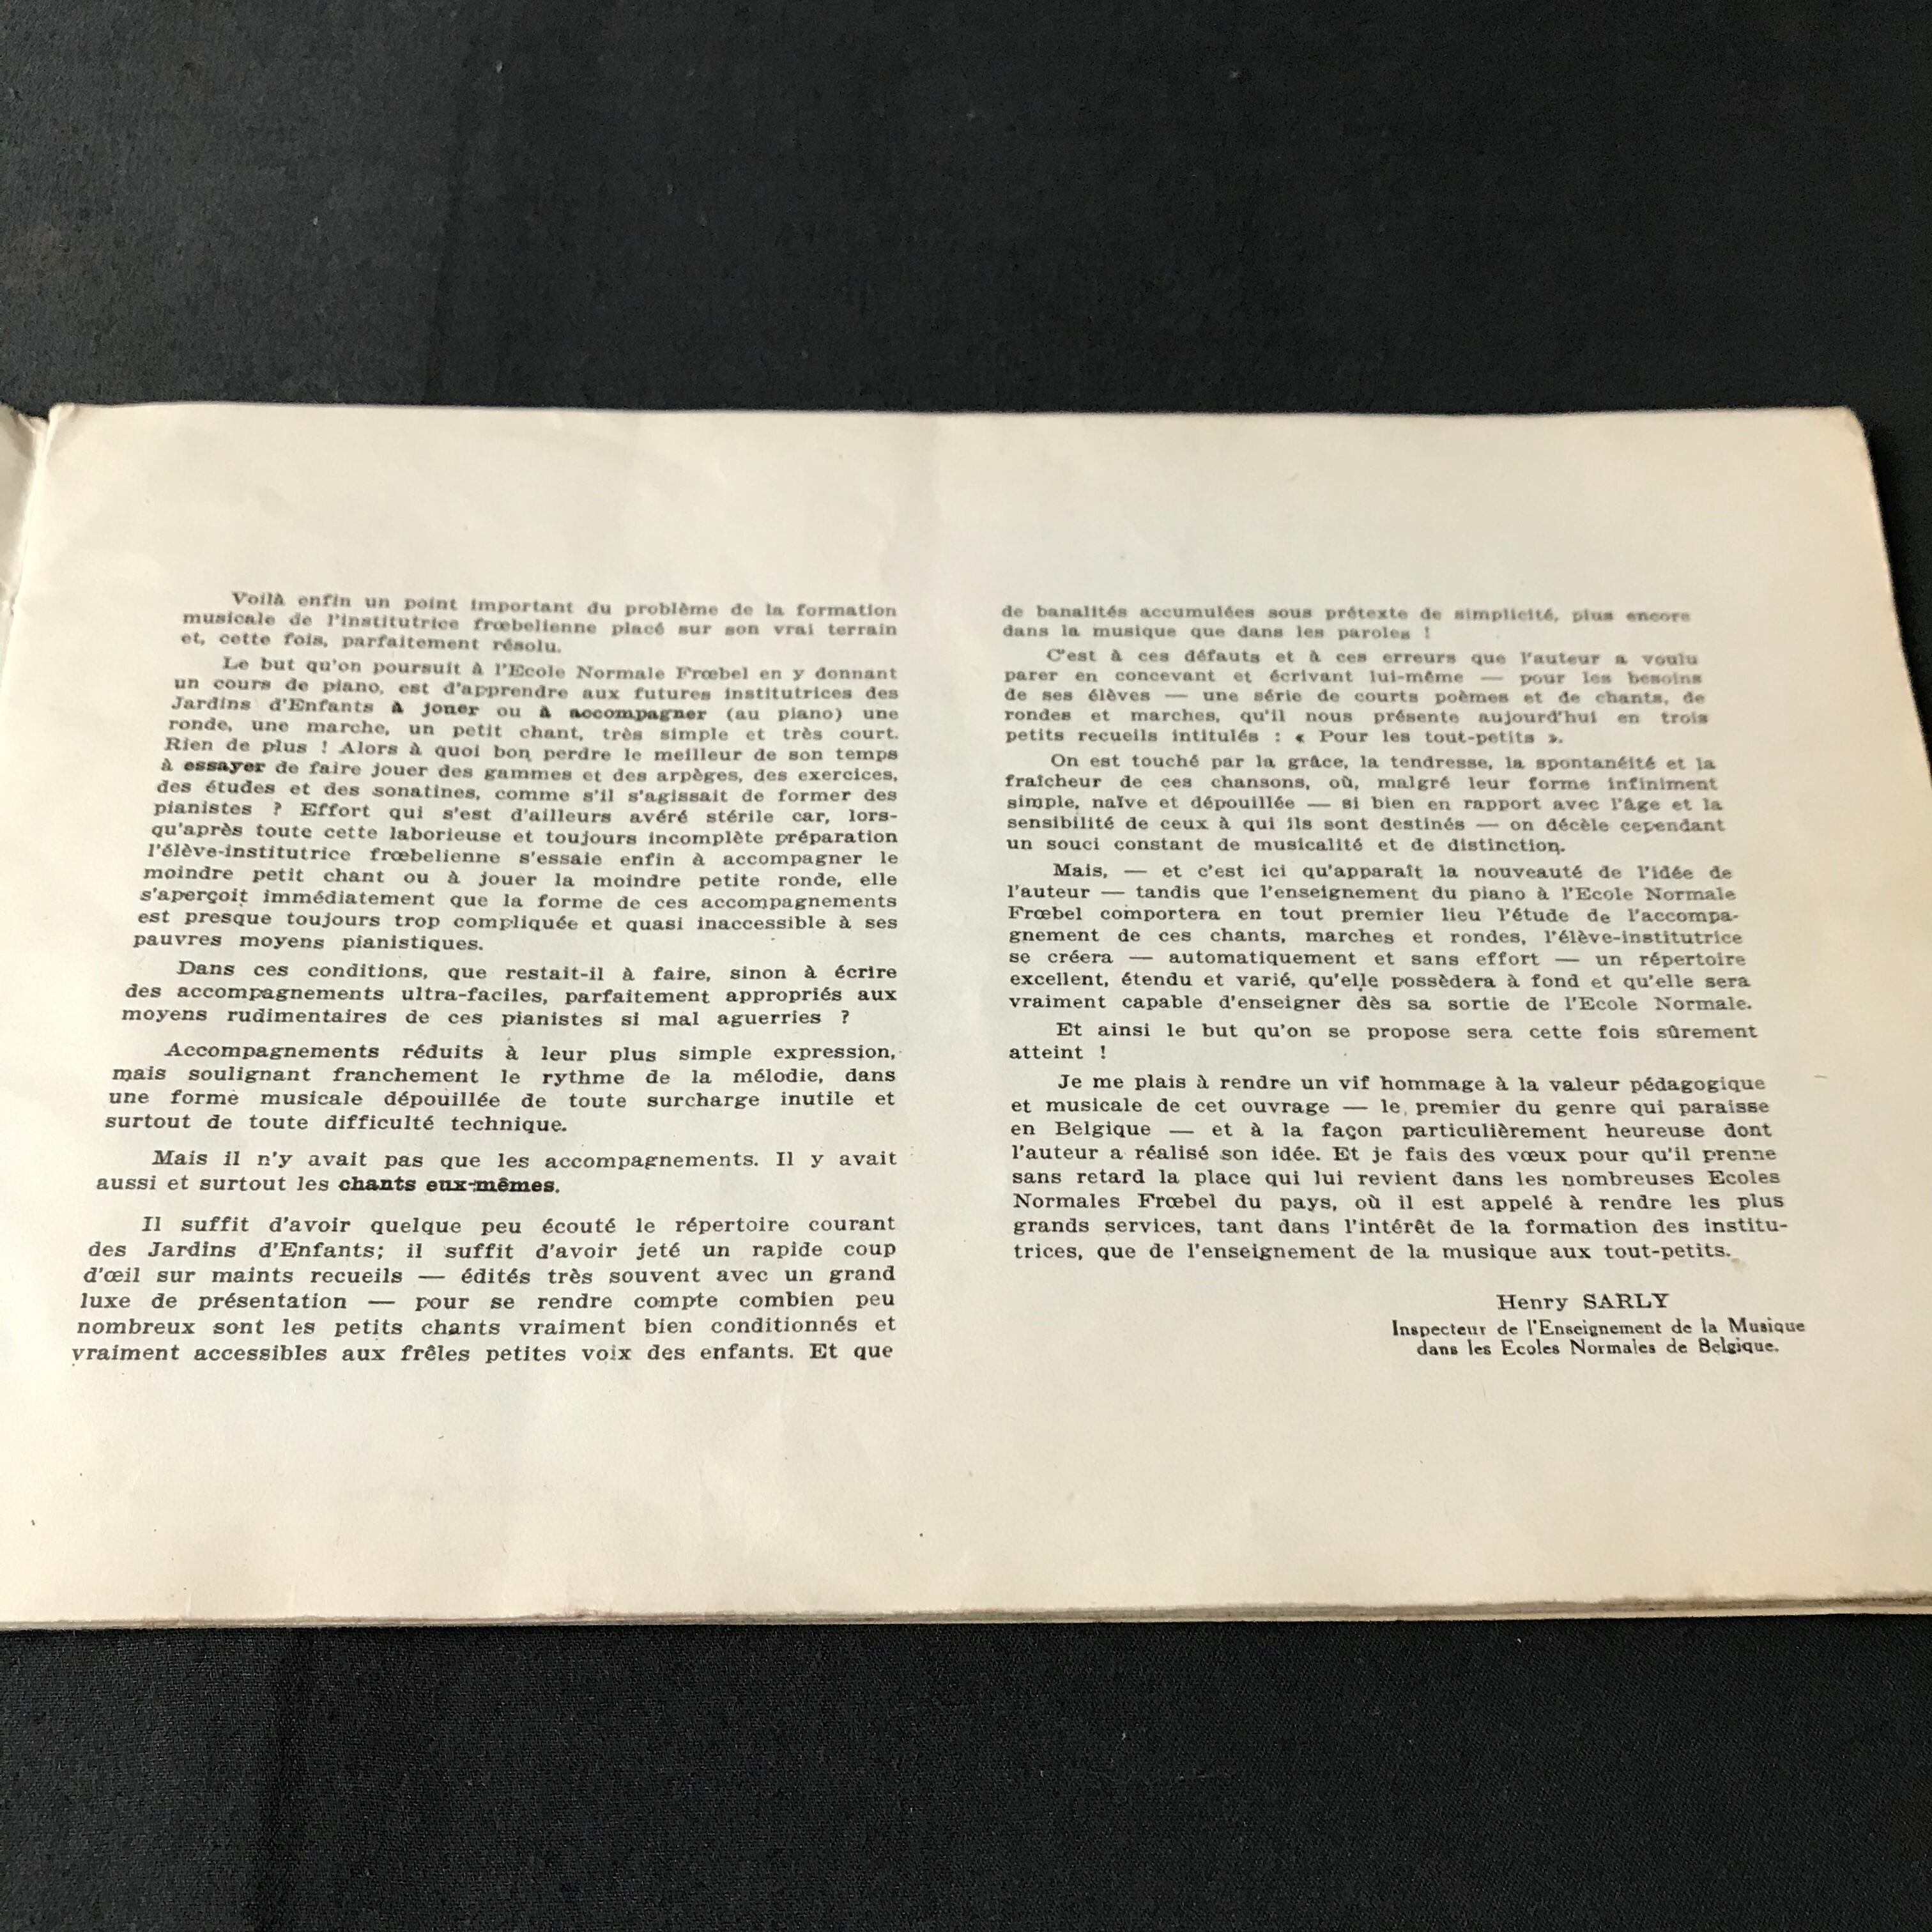 Voilà enfin un point important du problème de la formation
musicale de l'institutrice frœbelienne placé sur son vrai terrain
et, cette fois, parfaitement résolu.
Le but qu'on poursuit à l'Ecole Normale Frœbel en y donnant
un cours de piano, est d'apprendre aux futures institutrices des
Jardins d'Enfants à jouer ou à accompagner (au piano) une
ronde, une marche, un petit chant, très simple et très court.
Rien de plus ! Alors à quoi bon perdre le meilleur de son temps
à essayer de faire jouer des gammes et des arpèges, des exercices,
des études et des sonatines, comme s'il s'agissait de former des
pianistes ? Effort qui s'est d'ailleurs avéré stérile car, lors-
qu'après toute cette laborieuse et toujours incomplète préparation
l'élève-institutrice frœbelienne s'essaie enfin à accompagner le
moindre petit chant ou à jouer la moindre petite ronde, elle
s'aperçoit immédiatement que la forme de ces accompagnements
est presque toujours trop compliquée et quasi inaccessible à ses
pauvres moyens pianistiques.
Dans ces conditions, que restait-il à faire, sinon à écrire
des accompagnements ultra-faciles, parfaitement appropriés aux
moyens rudimentaires de ces pianistes si mal aguerries ?
Accompagnements réduits à leur plus simple expression,
mais soulignant franchement le rythme de la mélodie, dans
une forme musicale dépouillée de toute surcharge inutile et
surtout de toute difficulté technique.
Mais il n'y avait pas que les accompagnements. Il y avait
aussi et surtout les chants eux-mêmes.
Il suffit d'avoir quelque peu écouté le répertoire courant
des Jardins d'Enfants; il suffit d'avoir jeté un rapide coup
d'œil sur maints recueils — édités très souvent avec un grand
luxe de présentation — pour se rendre compte combien peu
nombreux sont les petits chants vraiment bien conditionnés et
vraiment accessibles aux frêles petites voix des enfants. Et que
de banalités accumulées sous prétexte de simplicité, plus encore
dans la musique que dans les paroles !
C'est à ces défauts et à ces erreurs que l'auteur a voulu
parer en concevant et écrivant lui-même — pour les besoins
de ses élèves — une série de courts poèmes et de chants, de
rondes et marches, qu'il nous présente aujourd'hui en trois
petits recueils intitulés : « Pour les tout-petits ».
On est touché par la grâce, la tendresse, la spontanéité et la
fraîcheur de ces chansons, où, malgré leur forme infiniment
simple, naïve et dépouillée — si bien en rapport avec l'âge et la
sensibilité de ceux à qui ils sont destinés — on décèle cependant
un souci constant de musicalité et de distinction.
Mais, — et c'est ici qu'apparaît la nouveauté de l'idée de
l'auteur — tandis que l'enseignement du piano à l'Ecole Normale
Frœbel comportera en tout premier lieu l'étude de l'accompa-
gnement de ces chants, marches et rondes, l'élève-institutrice
se créera — automatiquement et sans effort — un répertoire
excellent, étendu et varié, qu'elle possèdera à fond et qu'elle sera
vraiment capable d'enseigner dès sa sortie de l'Ecole Normale.
Et ainsi le but qu'on se propose sera cette fois sûrement
atteint !
Je me plais à rendre un vif hommage à la valeur pédagogique
et musicale de cet ouvrage — le premier du genre qui paraisse
en Belgique — et à la façon particulièrement heureuse dont
l'auteur a réalisé son idée. Et je fais des vœux pour qu'il prenne
sans retard la place qui lui revient dans les nombreuses Ecoles
Normales Frœbel du pays, où il est appelé à rendre les plus
grands services, tant dans l'intérêt de la formation des institu-
trices, que de l'enseignement de la musique aux tout-petits.
Henry SARLY
Inspecteur de l'Enseignement de la Musique
dans les Ecoles Normales de Belgique.